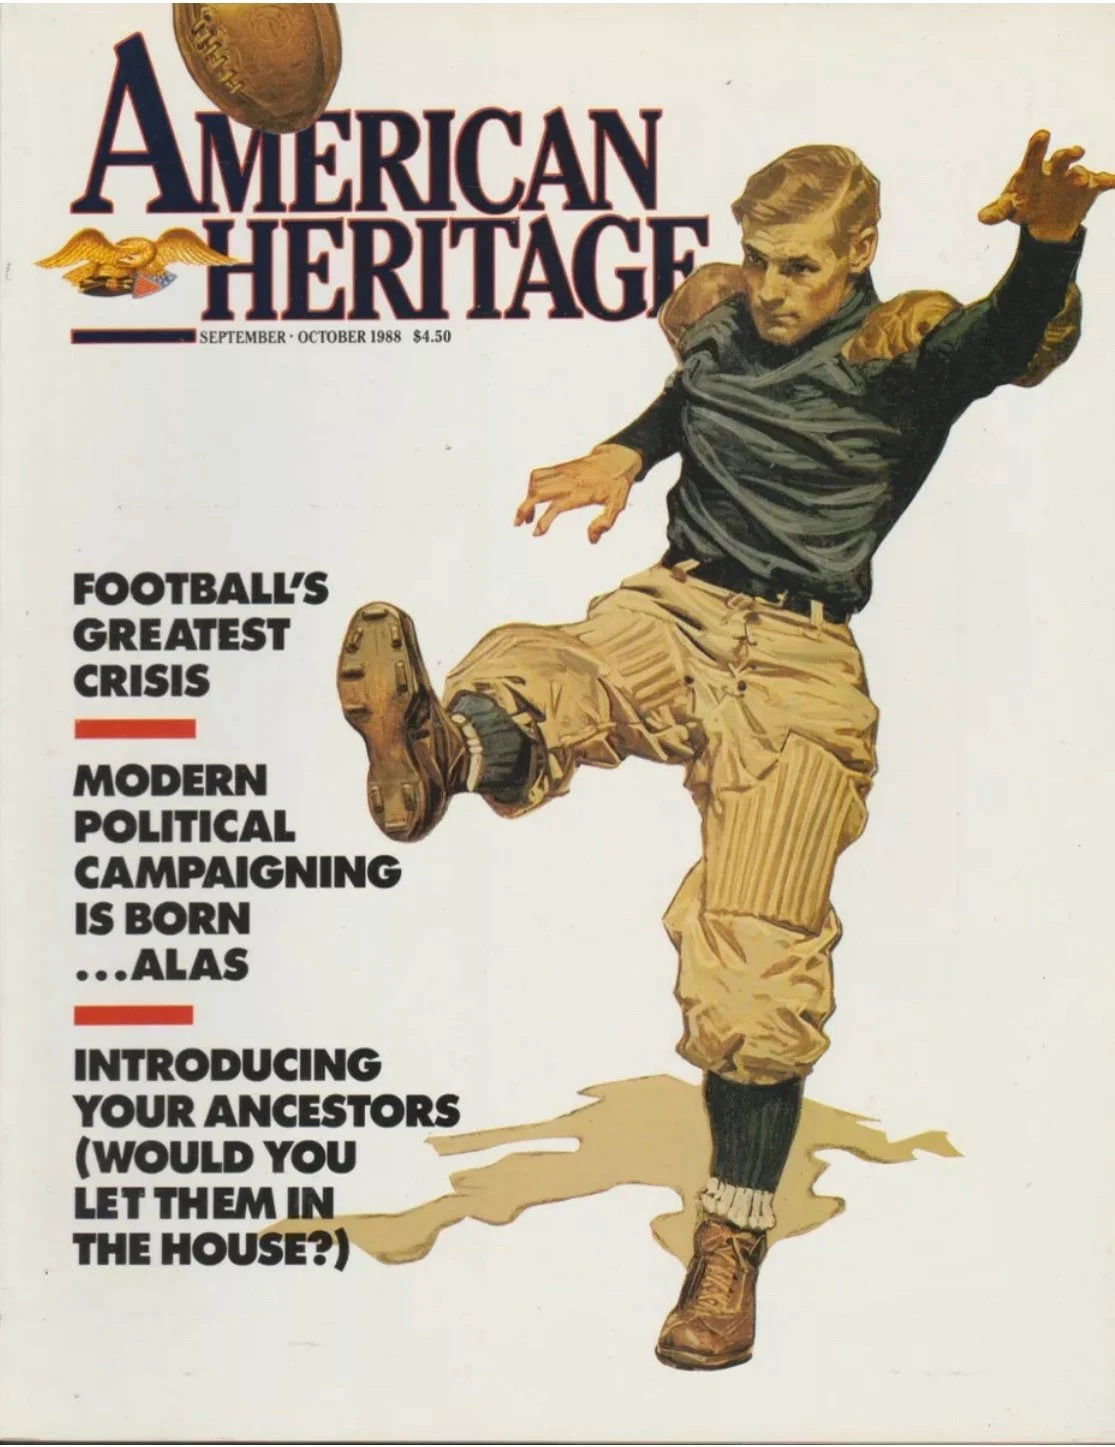 AMERICAN
HERITAGE
SEPTEMBER · OCTOBER 1988 $4.50
FOOTBALL'S
GREATEST
CRISIS
MODERN
POLITICAL
CAMPAIGNING
IS BORN
...ALAS
INTRODUCING
YOUR ANCESTORS
(WOULD YOU
LET THEM IN
THE HOUSE?)